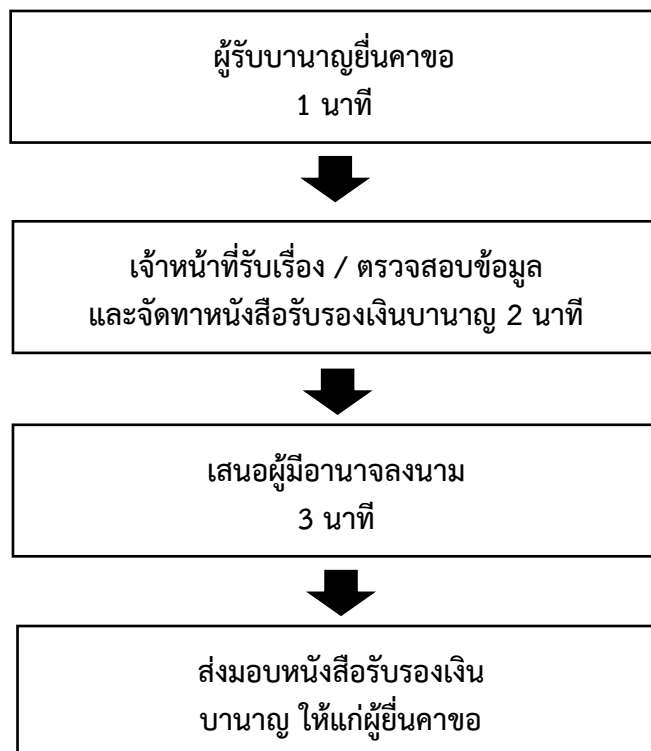 ผู้รับบานาญยื่นคาขอ
1 นาที
เจ้าหน้าที่รับเรื่อง / ตรวจสอบข้อมูล
และจัดทาหนังสือรับรองเงินบานาญ 2 นาที
เสนอผู้มีอานาจลงนาม
3 นาที
ส่งมอบหนังสือรับรองเงิน
บานาญ ให้แก่ผู้ยื่นคาขอ